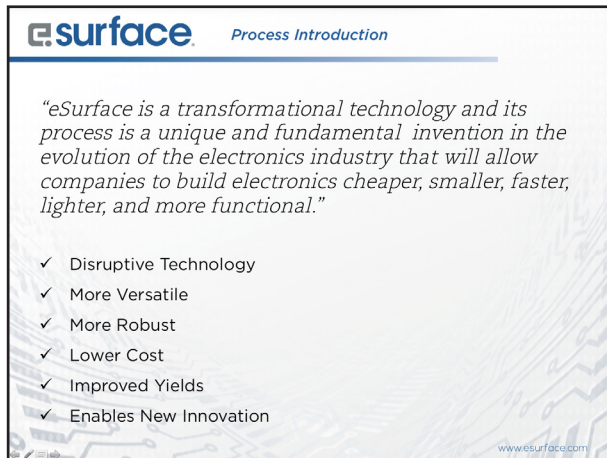 esurface.
Process Introduction
“eSurface is a transformational technology and its
process is a unique and fundamental invention in the
evolution of the electronics industry that will allow
companies to build electronics cheaper, smaller, faster,
lighter, and more functional.”
✓ Disruptive Technology
✓ More Versatile
✓ More Robust
✓ Lower Cost
✓ Improved Yields
✓ Enables New Innovation
www.esurface.com